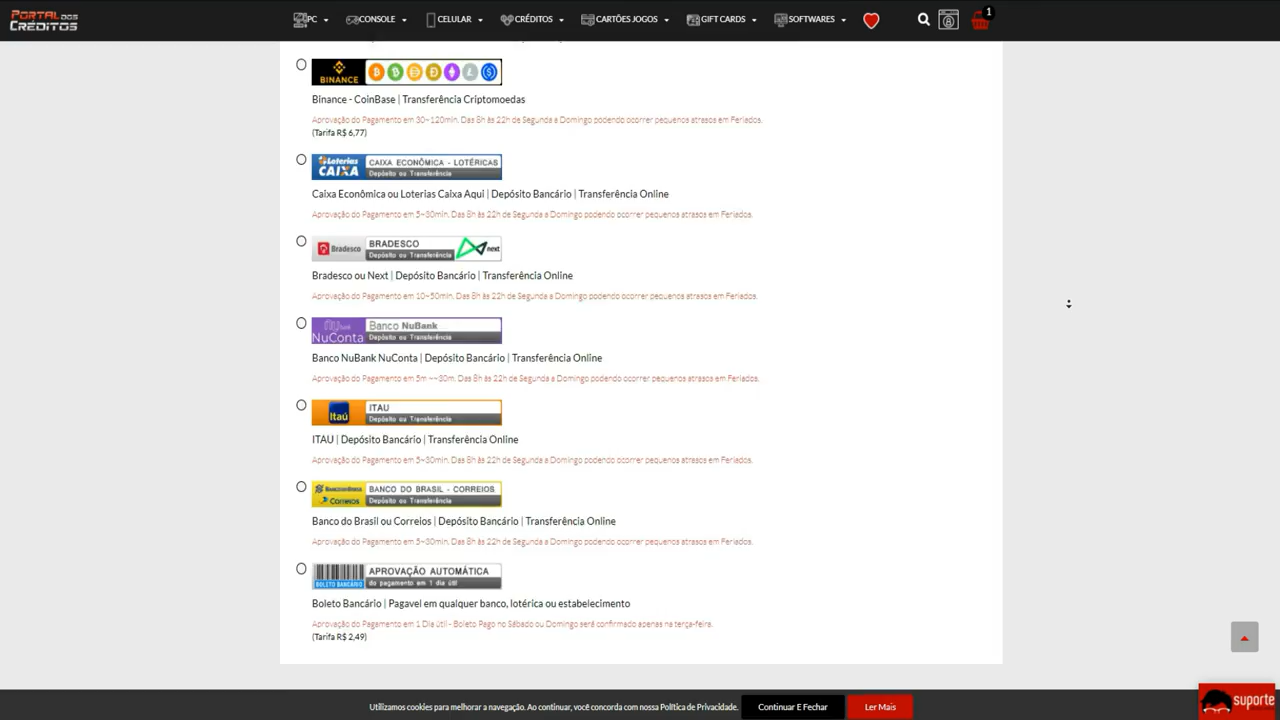 PORTAL DOS
CRÉDITOS
PC
CONSOLE
CELULAR
CRÉDITOS
CARTÕES JOGOS
GIFT CARDS
SOFTWARES
1
BINANCE
Binance - CoinBase | Transferência Criptomoedas
Aprovação do Pagamento em 30~120min. Das 8h às 22h de Segunda a Domingo podendo ocorrer pequenos atrasos em Feriados.
(Tarifa R$ 6,77)
Loterias
CAIXA
CAIXA ECONÔMICA - LOTÉRICAS
Depósito ou Transferência
Caixa Econômica ou Loterias Caixa Aqui | Depósito Bancário | Transferência Online
Aprovação do Pagamento em 5~30min. Das 8h às 22h de Segunda a Domingo podendo ocorrer pequenos atrasos em Feriados.
Bradesco
BRADESCO
Depósito ou Transferência
next
Bradesco ou Next | Depósito Bancário | Transferência Online
Aprovação do Pagamento em 10~50min. Das 8h às 22h de Segunda a Domingo podendo ocorrer pequenos atrasos em Feriados.
NuConta
Banco NuBank
Depósito ou Transferência
Banco NuBank NuConta | Depósito Bancário | Transferência Online
Aprovação do Pagamento em 5m ~~30m. Das 8h às 22h de Segunda a Domingo podendo ocorrer pequenos atrasos em Feriados.
Itaú
ITAU
Depósito ou Transferência
ITAU | Depósito Bancário | Transferência Online
Aprovação do Pagamento em 5~30min. Das 8h às 22h de Segunda a Domingo podendo ocorrer pequenos atrasos em Feriados.
Correios
BANCO DO BRASIL - CORREIOS
Depósito ou Transferência
Banco do Brasil ou Correios | Depósito Bancário | Transferência Online
Aprovação do Pagamento em 5~30min. Das 8h às 22h de Segunda a Domingo podendo ocorrer pequenos atrasos em Feriados.
BOLETO BANCÁRIO
APROVAÇÃO AUTOMÁTICA
do pagamento em 1 dia útil
Boleto Bancário | Pagavel em qualquer banco, lotérica ou estabelecimento
Aprovação do Pagamento em 1 Dia útil - Boleto Pago no Sábado ou Domingo será confirmado apenas na terça-feira.
(Tarifa R$ 2,49)
suporte
Utilizamos cookies para melhorar a navegação. Ao continuar, você concorda com nossa Política de Privacidade.
Continuar E Fechar
Ler Mais